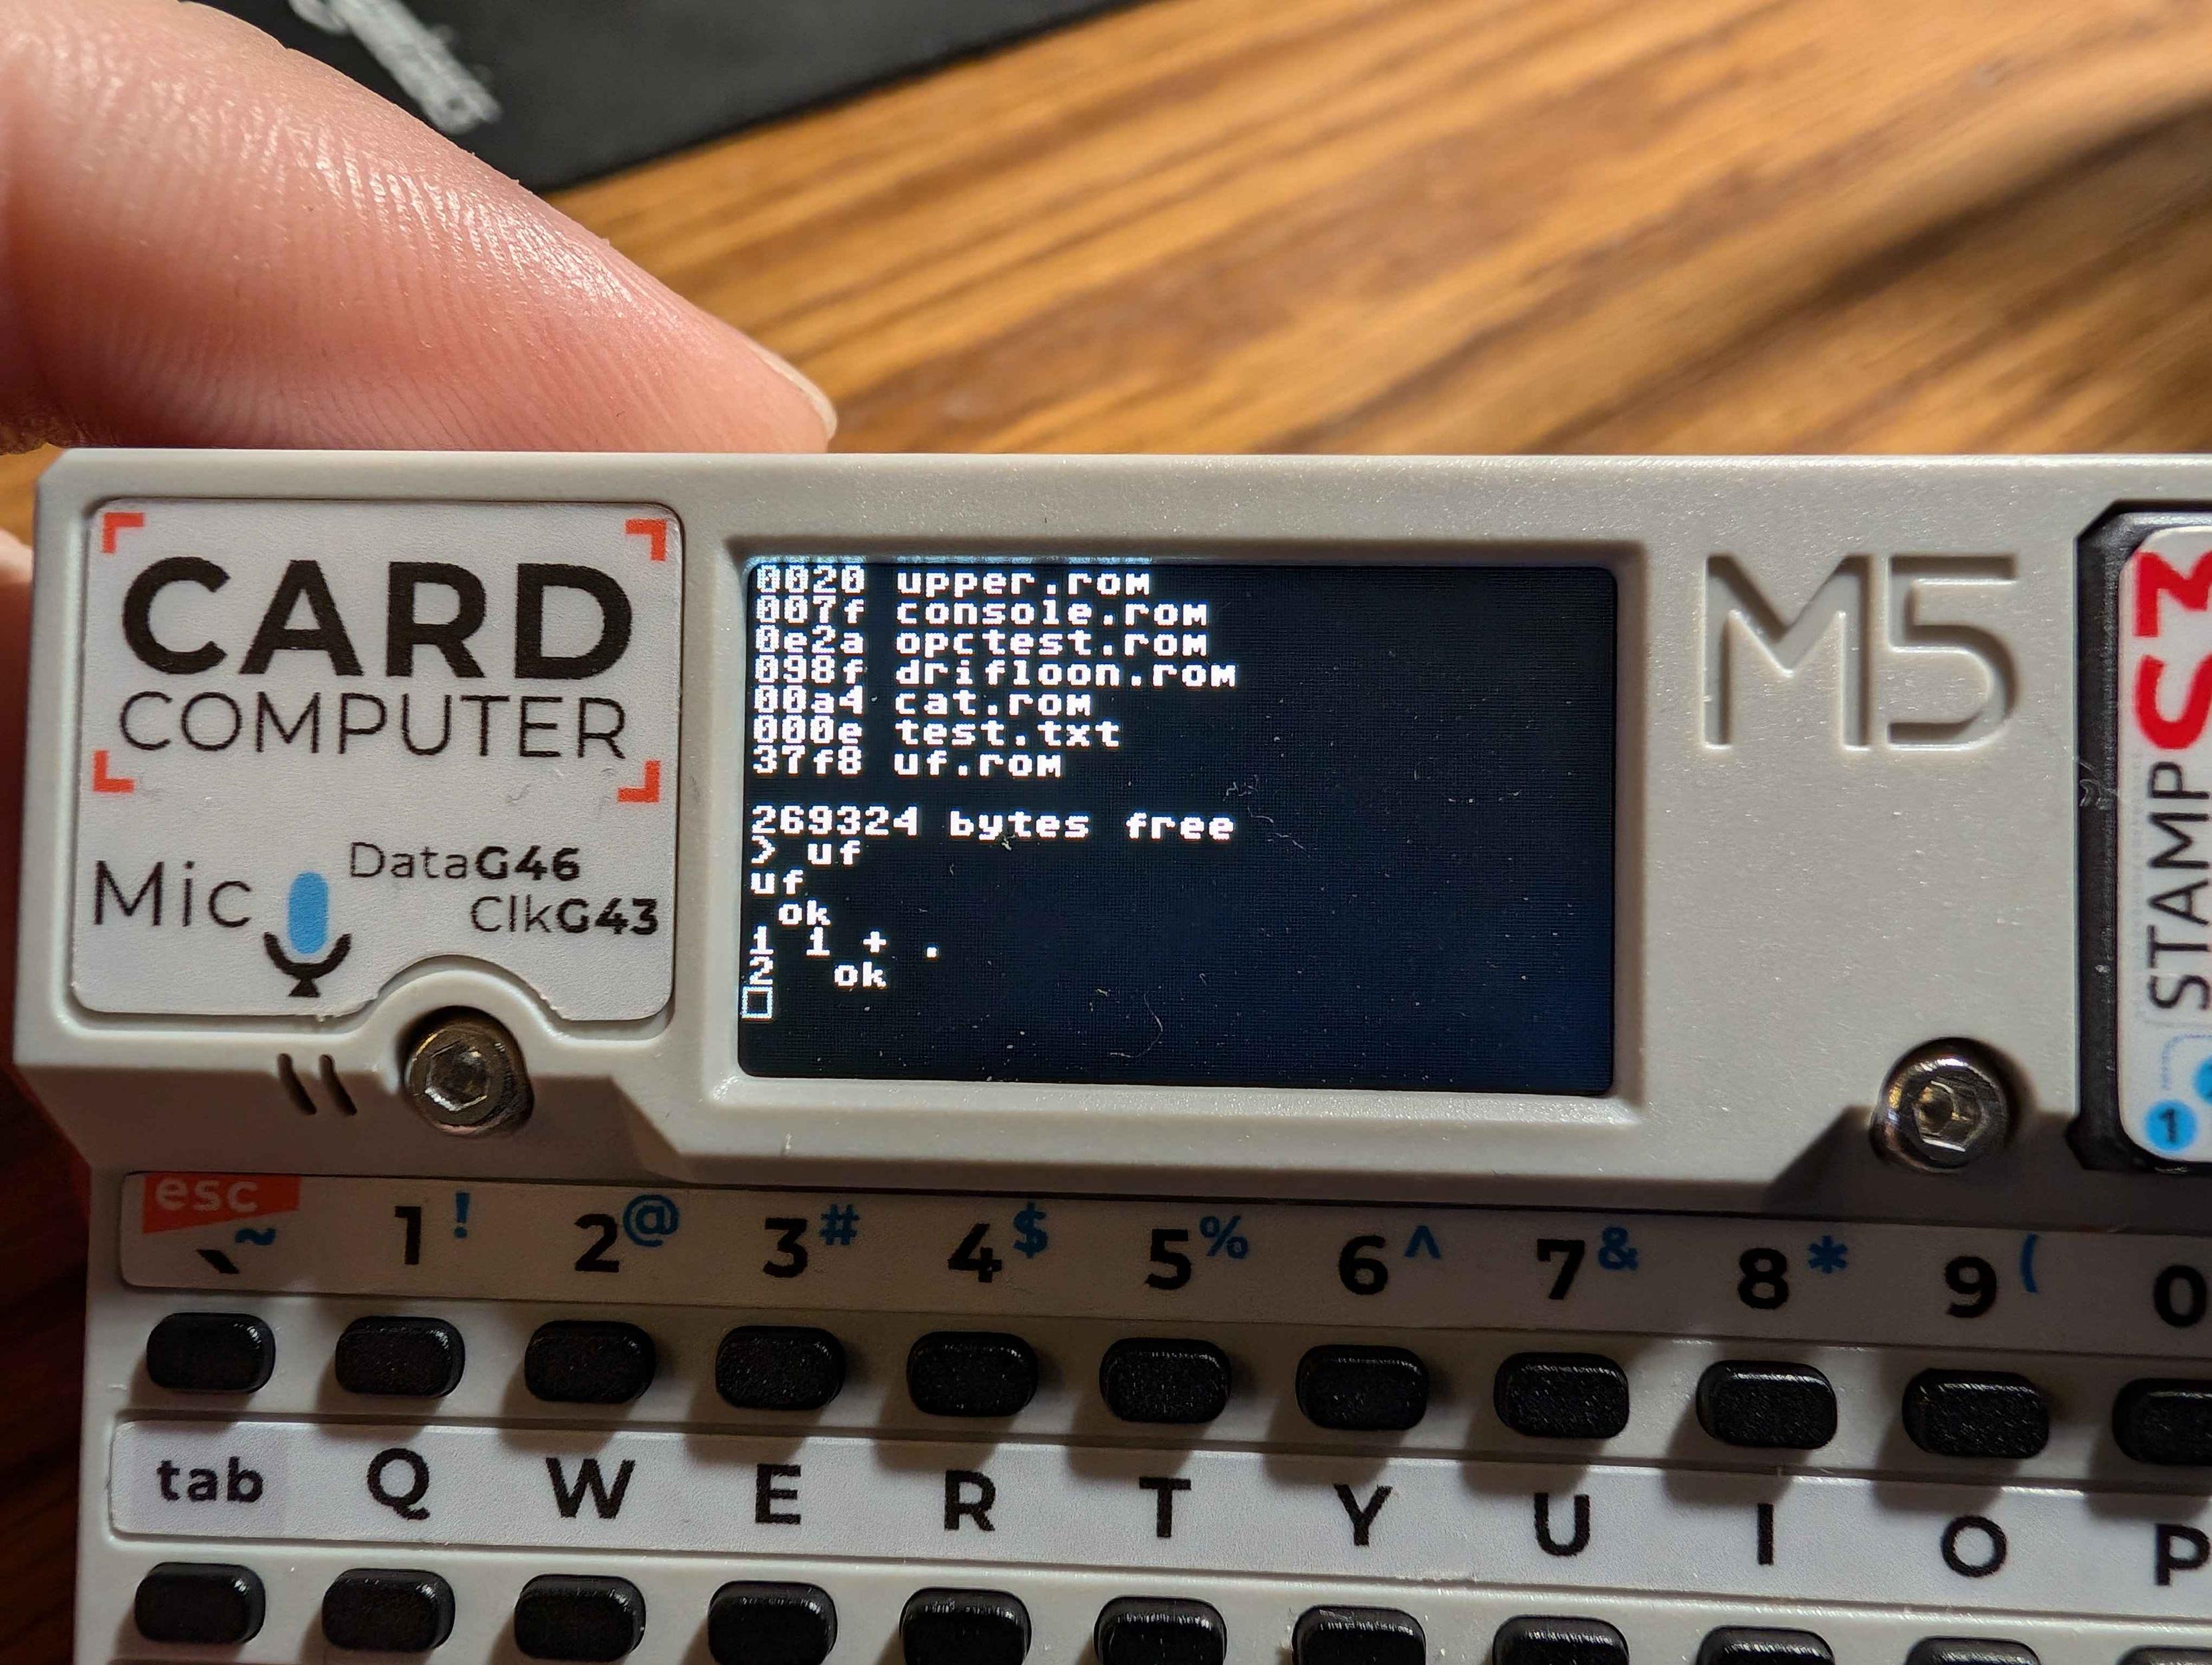 CARD
COMPUTER
Mic
DataG46
ClkG43
0020 upper.rom
007f console.rom
0e2a opctest.rom
098f drifloon.rom
00a4 cat.rom
000e test.txt
37f8 uf.rom
269324 bytes free
> uf
uf
ok
1 1 + .
2 ok
M5
STAMP
1
esc ` ~ 1 ! 2 @ 3 # 4 $ 5 % 6 ^ 7 & 8 * 9 ( 0
tab Q W E R T Y U I O P